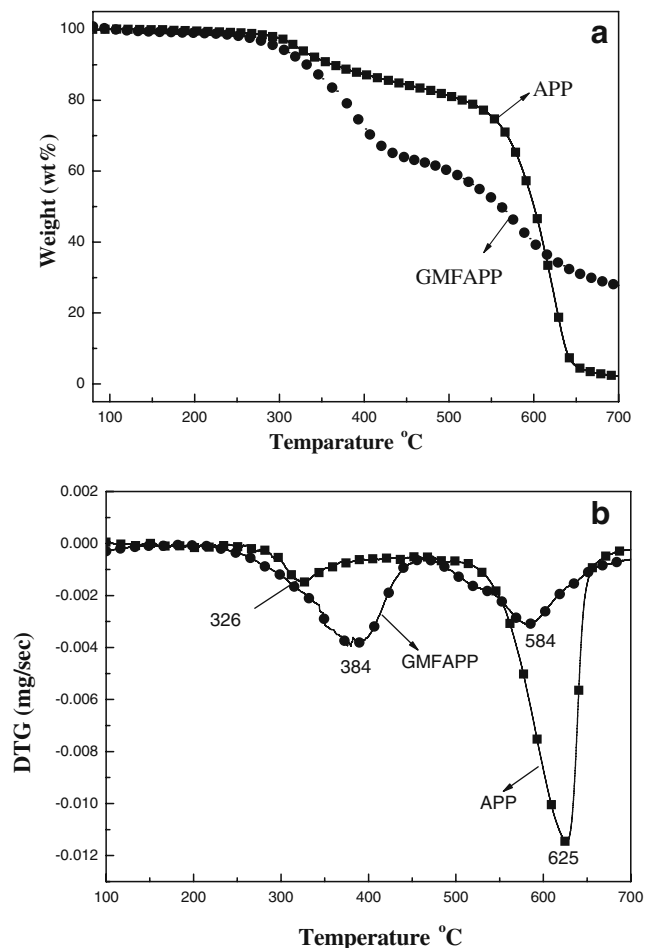 a
100
80
60
40
20
0
Weight (wt%)
APP
GMFAPP
100 200 300 400 500 600 700
Temparature °C
b
0.002
0.000
-0.002
-0.004
-0.006
-0.008
-0.010
-0.012
DTG (mg/sec)
326
384
GMFAPP
584
APP
625
100 200 300 400 500 600 700
Temperature °C